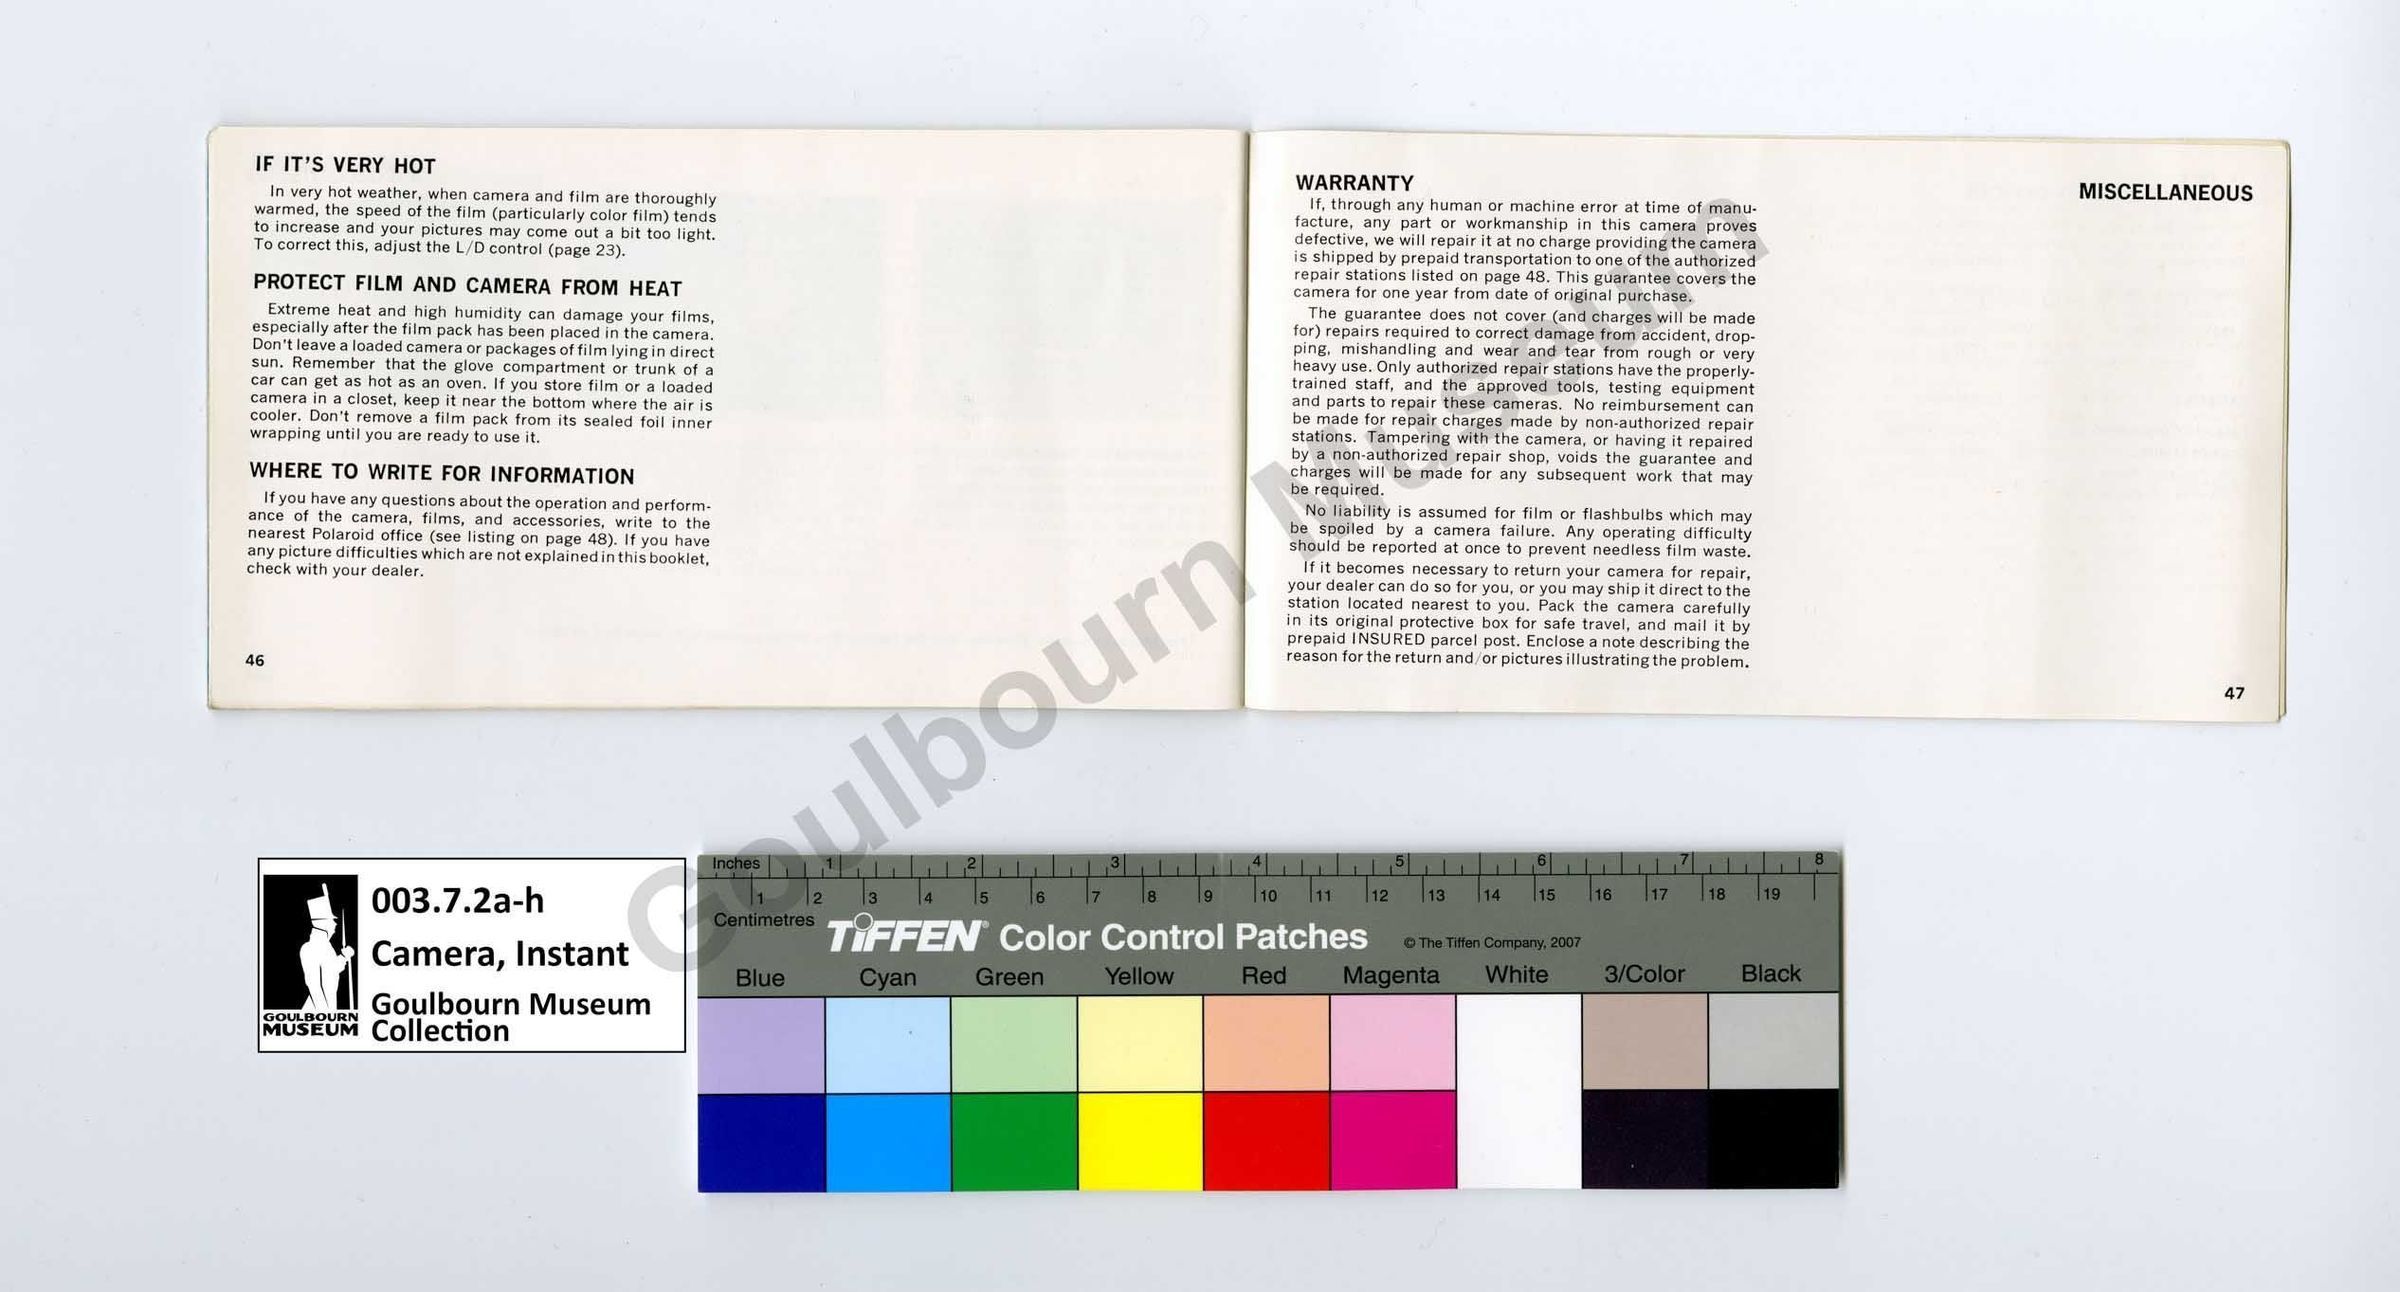 IF IT'S VERY HOT
In very hot weather, when camera and film are thoroughly
warmed, the speed of the film (particularly color film) tends
to increase and your pictures may come out a bit too light.
To correct this, adjust the L/D control (page 23).
PROTECT FILM AND CAMERA FROM HEAT
Extreme heat and high humidity can damage your films,
especially after the film pack has been placed in the camera.
Don't leave a loaded camera or packages of film lying in direct
sun. Remember that the glove compartment or trunk of a
car can get as hot as an oven. If you store film or a loaded
camera in a closet, keep it near the bottom where the air is
cooler. Don't remove a film pack from its sealed foil inner
wrapping until you are ready to use it.
WHERE TO WRITE FOR INFORMATION
If you have any questions about the operation and perform-
ance of the camera, films, and accessories, write to the
nearest Polaroid office (see listing on page 48). If you have
any picture difficulties which are not explained in this booklet,
check with your dealer.
46
MISCELLANEOUS
WARRANTY
If, through any human or machine error at time of manu-
facture, any part or workmanship in this camera proves
defective, we will repair it at no charge providing the camera
is shipped by prepaid transportation to one of the authorized
repair stations listed on page 48. This guarantee covers the
camera for one year from date of original purchase.
The guarantee does not cover (and charges will be made
for) repairs required to correct damage from accident, drop-
ping, mishandling and wear and tear from rough or very
heavy use. Only authorized repair stations have the properly-
trained staff, and the approved tools, testing equipment
and parts to repair these cameras. No reimbursement can
be made for repair charges made by non-authorized repair
stations. Tampering with the camera, or having it repaired
by a non-authorized repair shop, voids the guarantee and
charges will be made for any subsequent work that may
be required.
No liability is assumed for film or flashbulbs which may
be spoiled by a camera failure. Any operating difficulty
should be reported at once to prevent needless film waste.
If it becomes necessary to return your camera for repair,
your dealer can do so for you, or you may ship it direct to the
station located nearest to you. Pack the camera carefully
in its original protective box for safe travel, and mail it by
prepaid INSURED parcel post. Enclose a note describing the
reason for the return and/or pictures illustrating the problem.
47
Goulbourn Museum
GOULBOURN
MUSEUM
003.7.2a-h
Camera, Instant
Goulbourn Museum
Collection
Inches 1 2 3 4 5 6 7 8
1 2 3 4 5 6 7 8 9 10 11 12 13 14 15 16 17 18 19
Centimetres
TIFFEN® Color Control Patches © The Tiffen Company, 2007
Blue Cyan Green Yellow Red Magenta White 3/Color Black